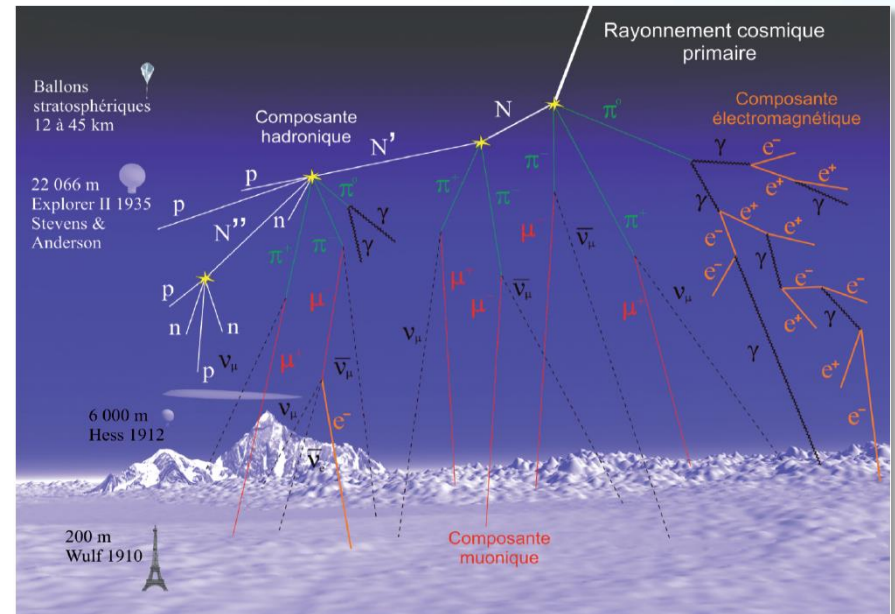 Rayonnement cosmique
primaire
Ballons
stratosphériques
12 à 45 km
Composante
hadronique
N
π⁰
Composante
électromagnétique
N'
π⁻
π⁻
π⁺
π⁺
γ
e⁻
e⁺
e⁺
γ
γ
22 066 m
Explorer II 1935
Stevens &
Anderson
p
p
N''
n
π⁰
γ
γ
π⁺
π
e⁺
e⁻
e⁻
γ
e⁻
e⁻
e⁺
γ
γ
e⁺
e⁻
p
n
n
p
ν̅μ
ν̅μ
νμ
νμ
νμ
μ⁻
μ⁻
μ⁻
μ⁺
ν̅μ
νμ
e⁻
6 000 m
Hess 1912
200 m
Wulf 1910
Composante
muonique